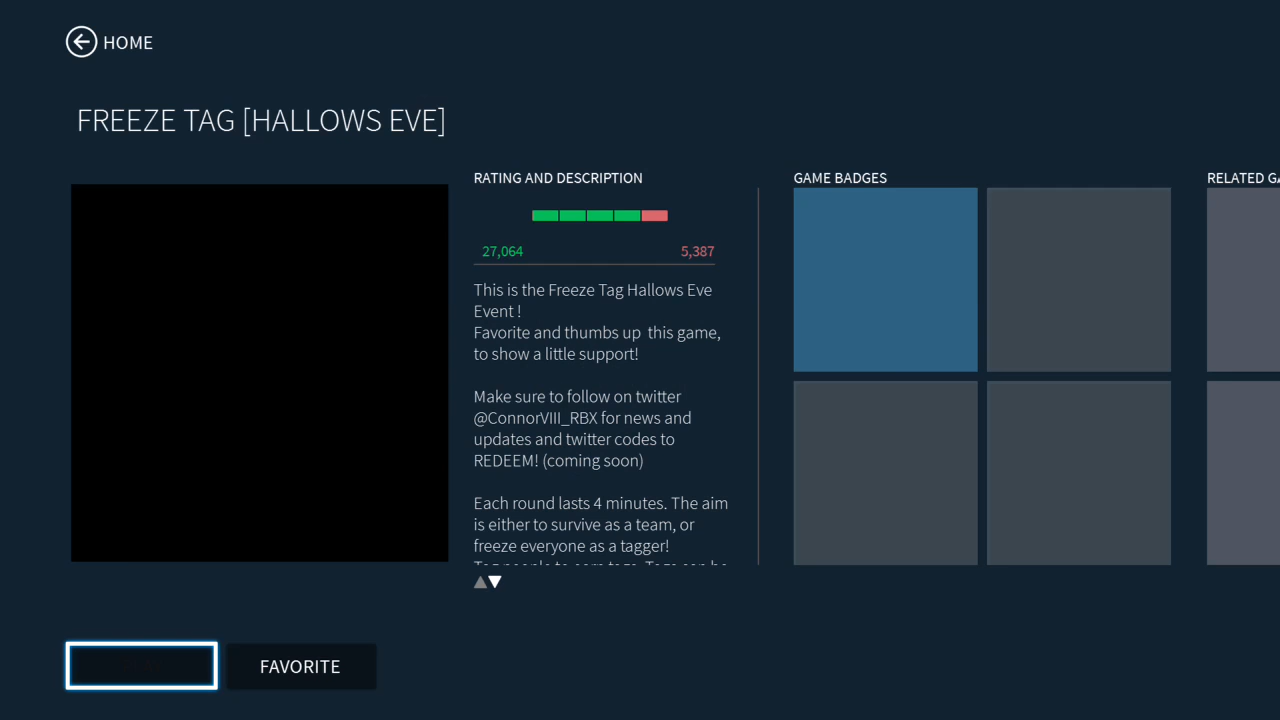 HOME
FREEZE TAG [HALLOWS EVE]
RATING AND DESCRIPTION
27,064
5,387
This is the Freeze Tag Hallows Eve
Event !
Favorite and thumbs up  this game,
to show a little support!
Make sure to follow on twitter
@ConnorVIII_RBX for news and
updates and twitter codes to
REDEEM! (coming soon)
Each round lasts 4 minutes. The aim
is either to survive as a team, or
freeze everyone as a tagger!
GAME BADGES
RELATED
FAVORITE